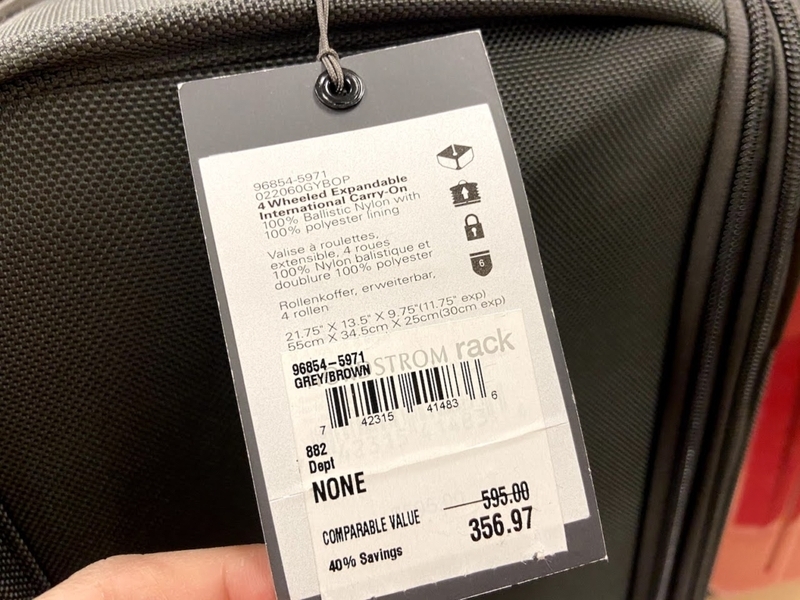 96854-5971
022060GYBOP
4 Wheeled Expandable
International Carry-On
100% Ballistic Nylon with
100% polyester lining
Valise à roulettes,
extensible, 4 roues
100% Nylon balistique et
doublure 100% polyester
Rollenkoffer, erweiterbar,
4 rollen
21.75" X 13.5" X 9.75"(11.75" exp)
55cm X 34.5cm X 25cm(30cm exp)
6
STROM rack
96854-5971
GREY/BROWN
7 42315 41483 6
882
Dept
NONE
595.00
COMPARABLE VALUE 356.97
40% Savings